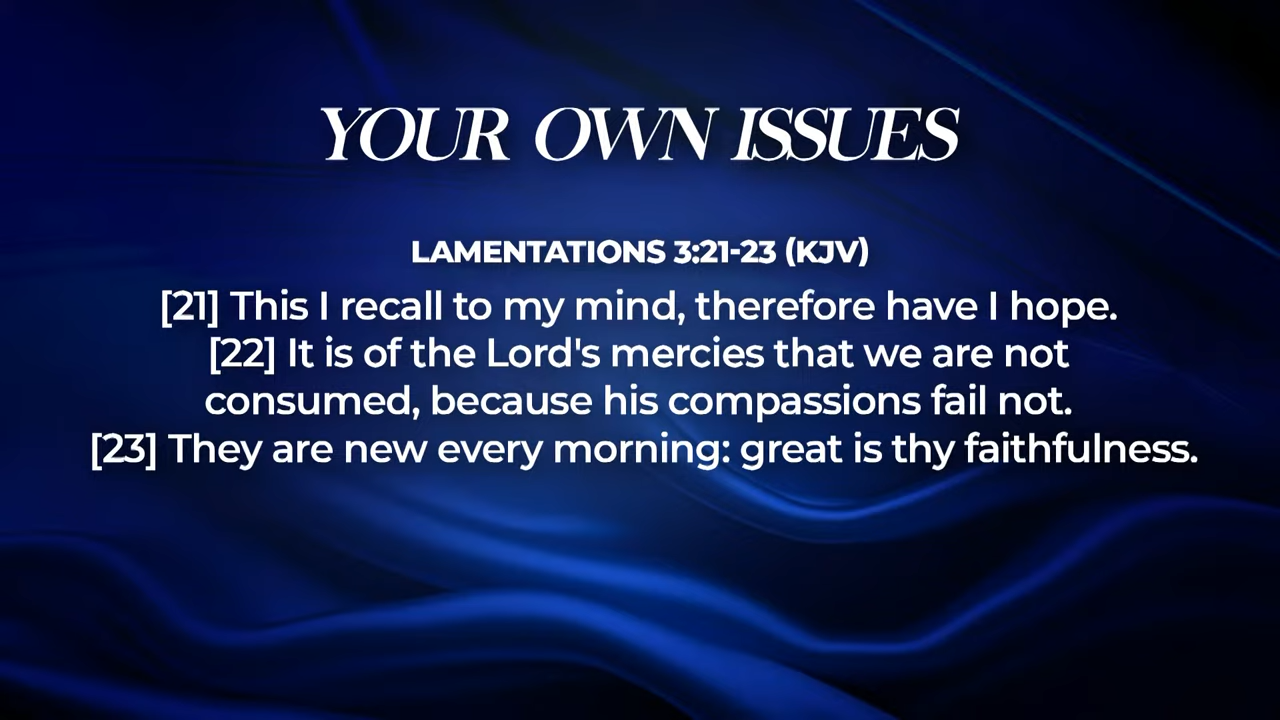 YOUR OWN ISSUES
LAMENTATIONS 3:21-23 (KJV)
[21] This I recall to my mind, therefore have I hope.
[22] It is of the Lord's mercies that we are not
consumed, because his compassions fail not.
[23] They are new every morning: great is thy faithfulness.